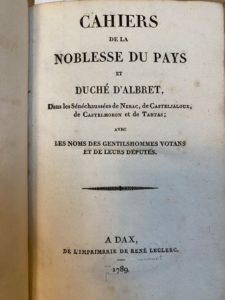 CAHIERS
DE LA
NOBLESSE DU PAYS
ET
DUCHÉ D'ALBRET,
Dans les Sénéchaussées de NERAC, de CASTELJALOUX,
de CASTELMORON et de TARTAS;
AVEC
LES NOMS DES GENTILSHOMMES VOTANS
ET DE LEURS DÉPUTÉS.
A DAX,
DE L'IMPRIMERIE DE RENÉ LECLERC.
1789.